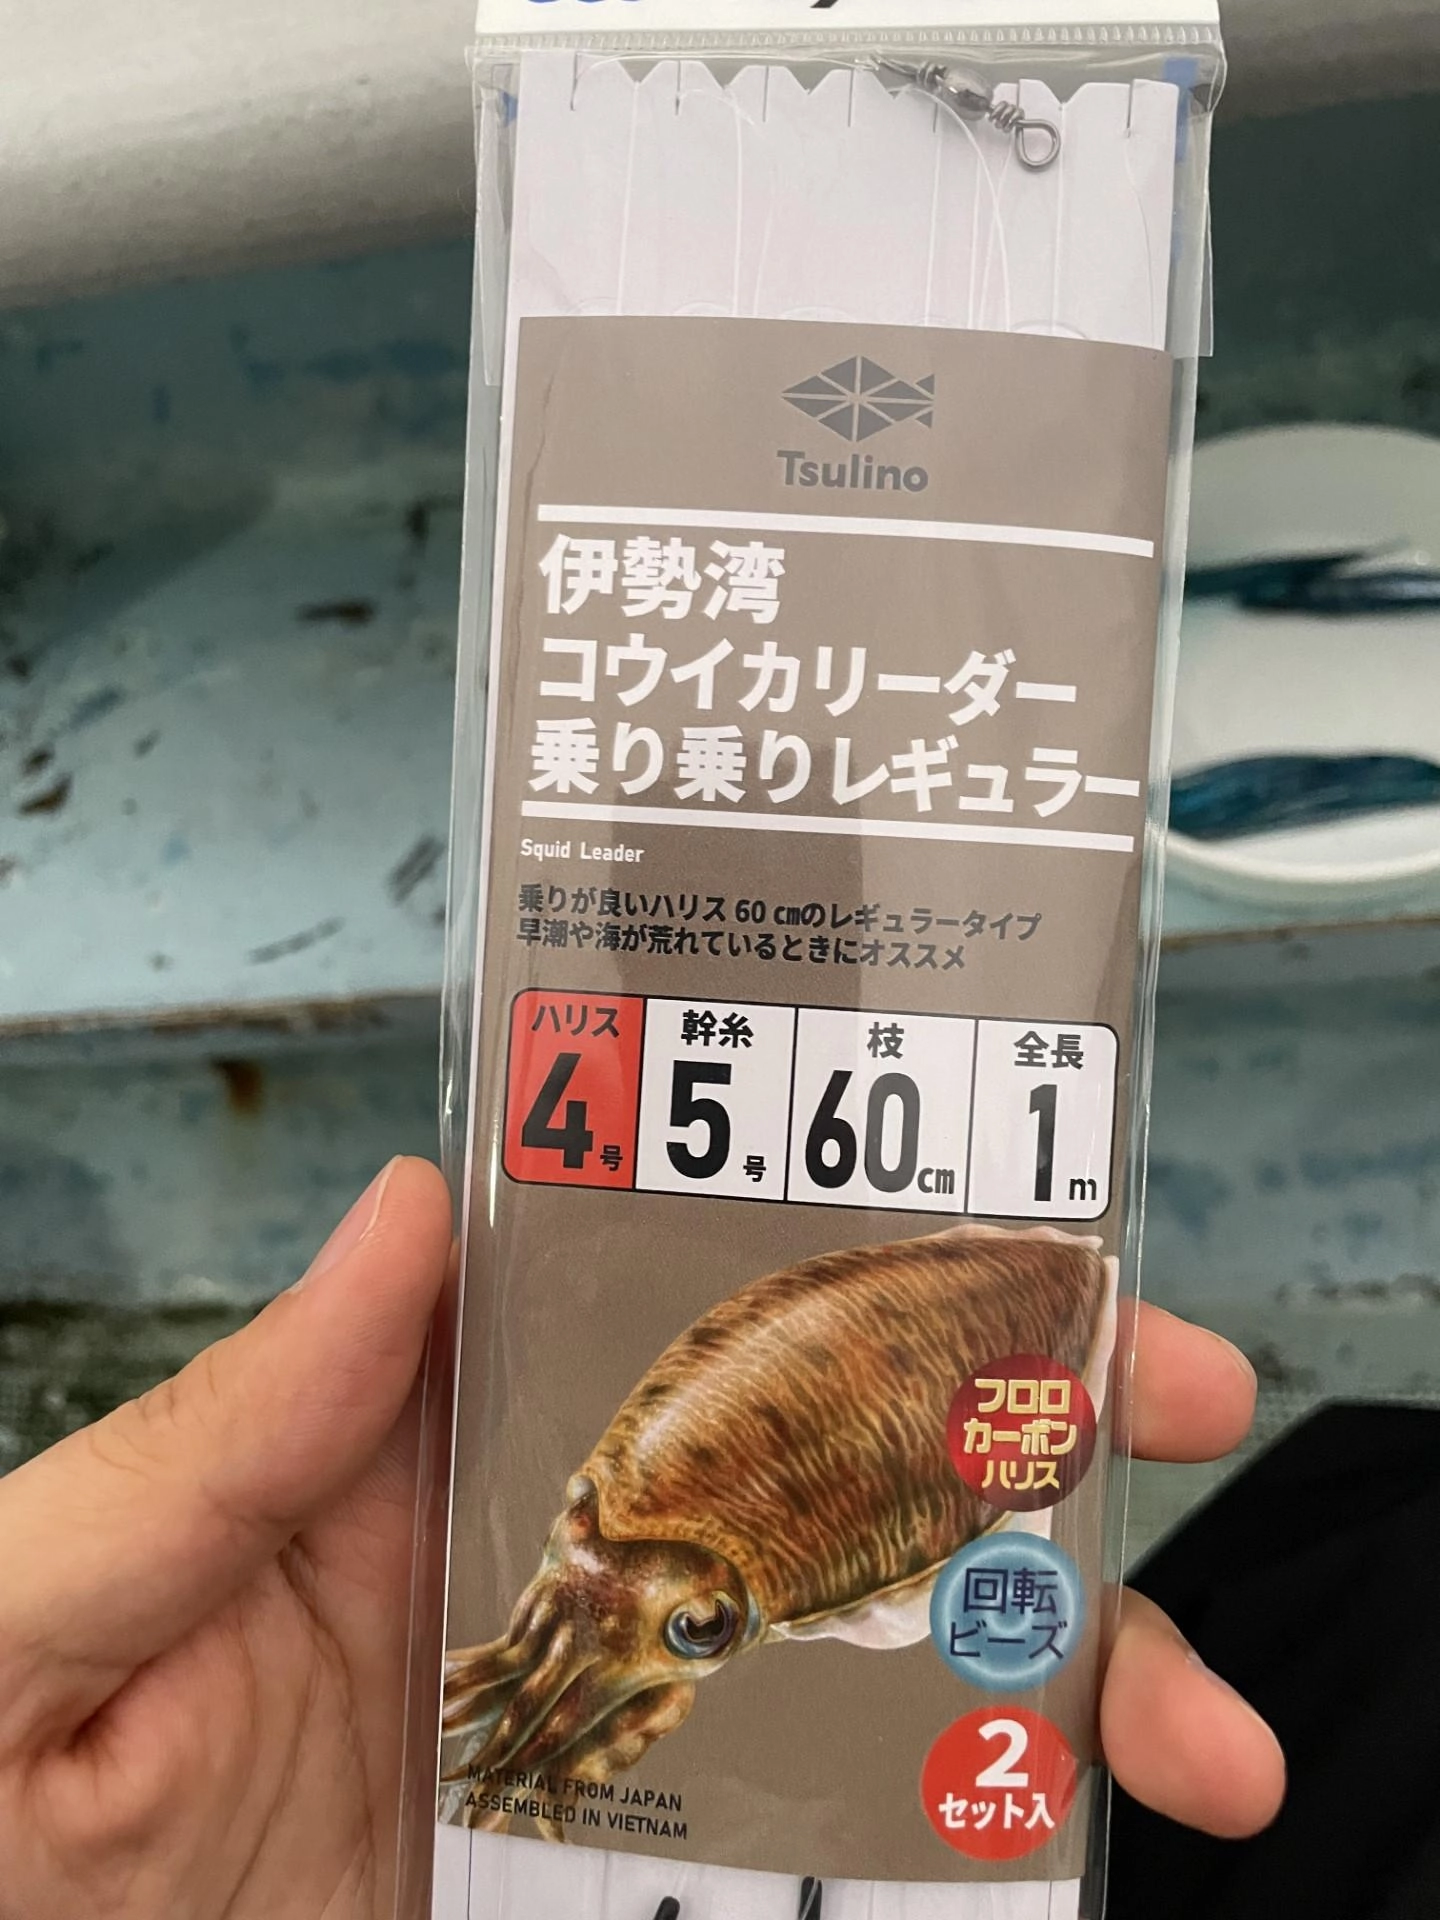 Tsulino
伊勢湾
コウイカリーダー
乗り乗りレギュラー
Squid Leader
乗りが良いハリス60㎝のレギュラータイプ
早潮や海が荒れているときにオススメ
ハリス 幹糸 枝 全長
4号 5号 60cm 1m
フロロ
カーボン
ハリス
回転
ビーズ
2
セット入
MATERIAL FROM JAPAN
ASSEMBLED IN VIETNAM